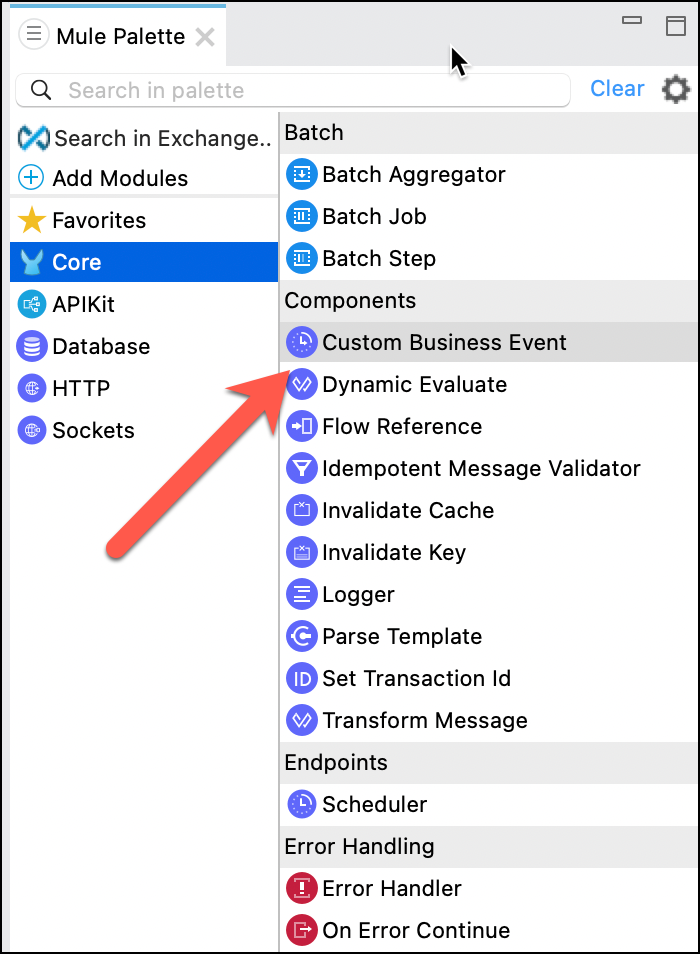 Mule Palette
Search in palette
Clear
Search in Exchange..
Add Modules
Favorites
Core
APIKit
Database
HTTP
Sockets
Batch
Batch Aggregator
Batch Job
Batch Step
Components
Custom Business Event
Dynamic Evaluate
Flow Reference
Idempotent Message Validator
Invalidate Cache
Invalidate Key
Logger
Parse Template
ID Set Transaction Id
Transform Message
Endpoints
Scheduler
Error Handling
Error Handler
On Error Continue